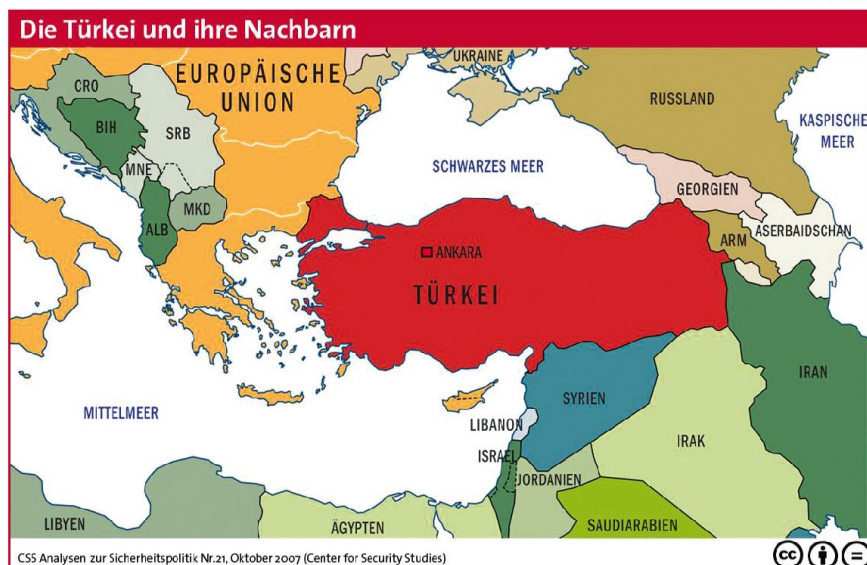 Die Türkei und ihre Nachbarn
UKRAINE
EUROPÄISCHE
UNION
CRO
RUSSLAND
KASPISCHE
MEER
BIH
SRB
SCHWARZES MEER
MNE
GEORGIEN
MKD
ALB
ARM
ASERBAIDSCHAN
ANKARA
TÜRKEI
IRAN
SYRIEN
MITTELMEER
LIBANON
IRAK
ISRAEL
JORDANIEN
LIBYEN
ÄGYPTEN
SAUDIARABIEN
CSS Analysen zur Sicherheitspolitik Nr.21, Oktober 2007 (Center for Security Studies)
cc